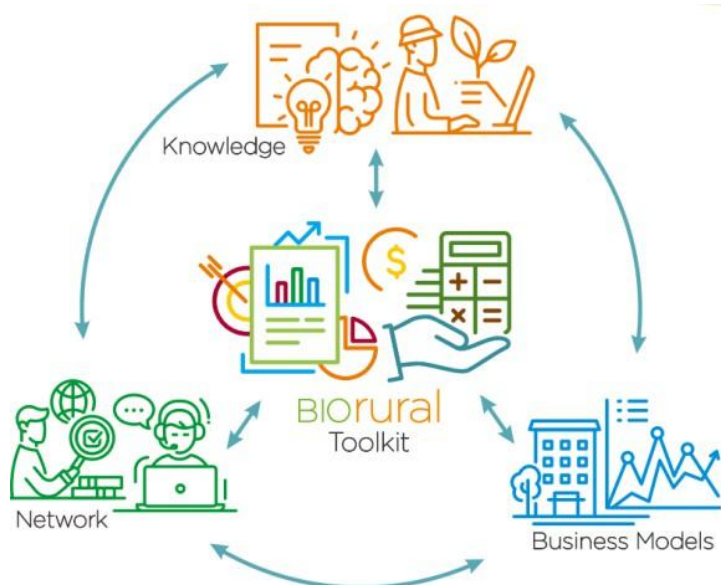 Knowledge
$
+ −
× =
BIOrural
Toolkit
Network
Business Models